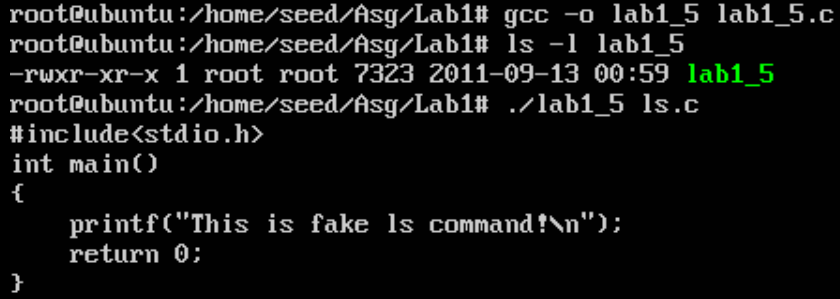 root@ubuntu:/home/seed/Asg/Lab1# gcc -o lab1_5 lab1_5.c
root@ubuntu:/home/seed/Asg/Lab1# ls -l lab1_5
-rwxr-xr-x 1 root root 7323 2011-09-13 00:59 lab1_5
root@ubuntu:/home/seed/Asg/Lab1# ./lab1_5 ls.c
#include<stdio.h>
int main()
{
    printf("This is fake ls command!\n");
    return 0;
}